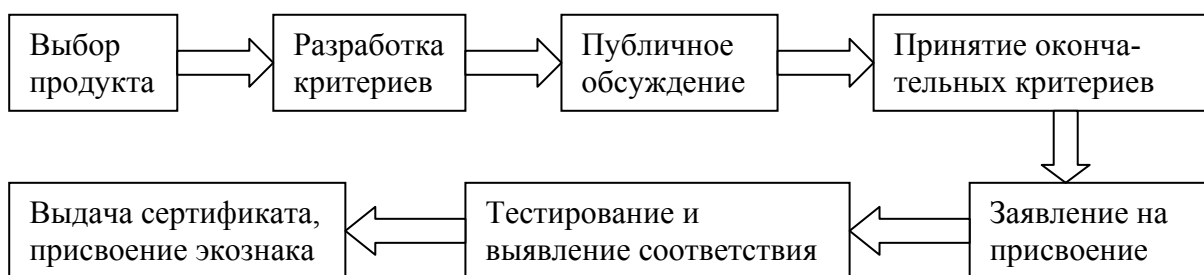 Выбор
продукта
Разработка
критериев
Публичное
обсуждение
Принятие оконча-
тельных критериев
Заявление на
присвоение
Тестирование и
выявление соответствия
Выдача сертификата,
присвоение экознака